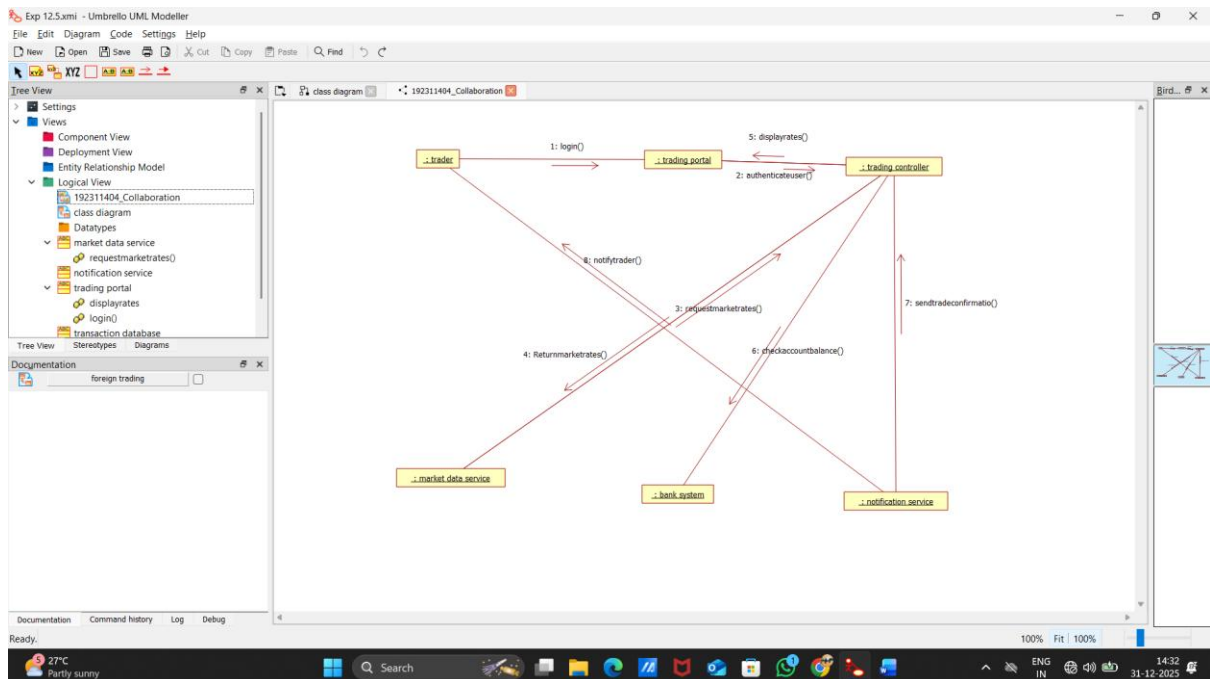 Exp 12.5.xmi - Umbrello UML Modeller
File Edit Diagram Code Settings Help
New Open Save Cut Copy Paste Find
xyz XYZ A.B A.B
Tree View
Settings
Views
Component View
Deployment View
Entity Relationship Model
Logical View
192311404_Collaboration
class diagram
Datatypes
market data service
requestmarketrates()
notification service
trading portal
displayrates
login()
transaction database
Tree View Stereotypes Diagrams
Documentation
foreign trading
Documentation Command history Log Debug
class diagram 192311404_Collaboration
Bird...
1: login()
5: displayrates()
: trader
: trading portal
: trading controller
2: authenticateuser()
8: notifytrader()
3: requestmarketrates()
7: sendtradeconfirmatio()
4: Returnmarketrates()
6: checkaccountbalance()
: market data service
: bank system
: notification service
Ready.
100% Fit 100%
5
27°C
Partly sunny
Search
ENG
IN
14:32
31-12-2025